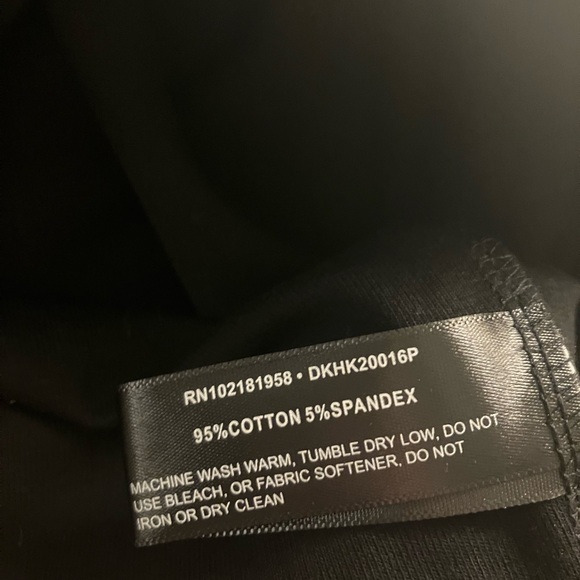 RN102181958 • DKHK20016P
95%COTTON 5%SPANDEX
MACHINE WASH WARM, TUMBLE DRY LOW, DO NOT
USE BLEACH, OR FABRIC SOFTENER, DO NOT
IRON OR DRY CLEAN